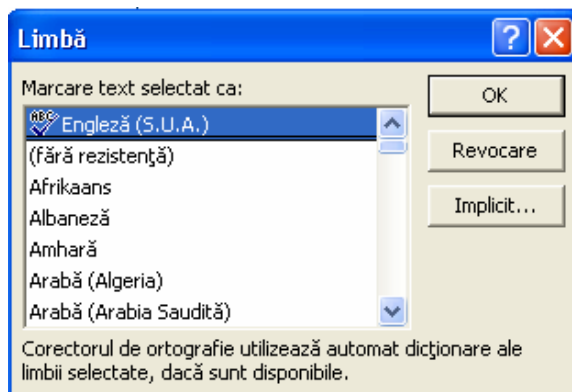 Limbă
Marcare text selectat ca:
OK
ABC Engleză (S.U.A.)
(fără rezistenţă)
Revocare
Afrikaans
Albaneză
Implicit...
Amhară
Arabă (Algeria)
Arabă (Arabia Saudită)
Corectorul de ortografie utilizează automat dicţionare ale
limbii selectate, dacă sunt disponibile.